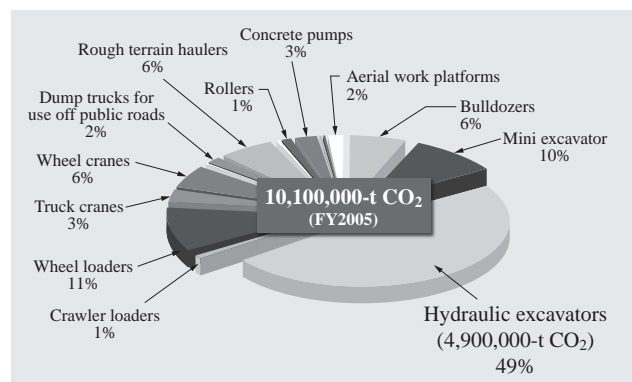 Concrete pumps
3%
Rough terrain haulers
6%
Rollers
1%
Aerial work platforms
2%
Dump trucks for
use off public roads
2%
Bulldozers
6%
Mini excavator
10%
Wheel cranes
6%
10,100,000-t CO₂
(FY2005)
Truck cranes
3%
Wheel loaders
11%
Crawler loaders
1%
Hydraulic excavators
(4,900,000-t CO₂)
49%